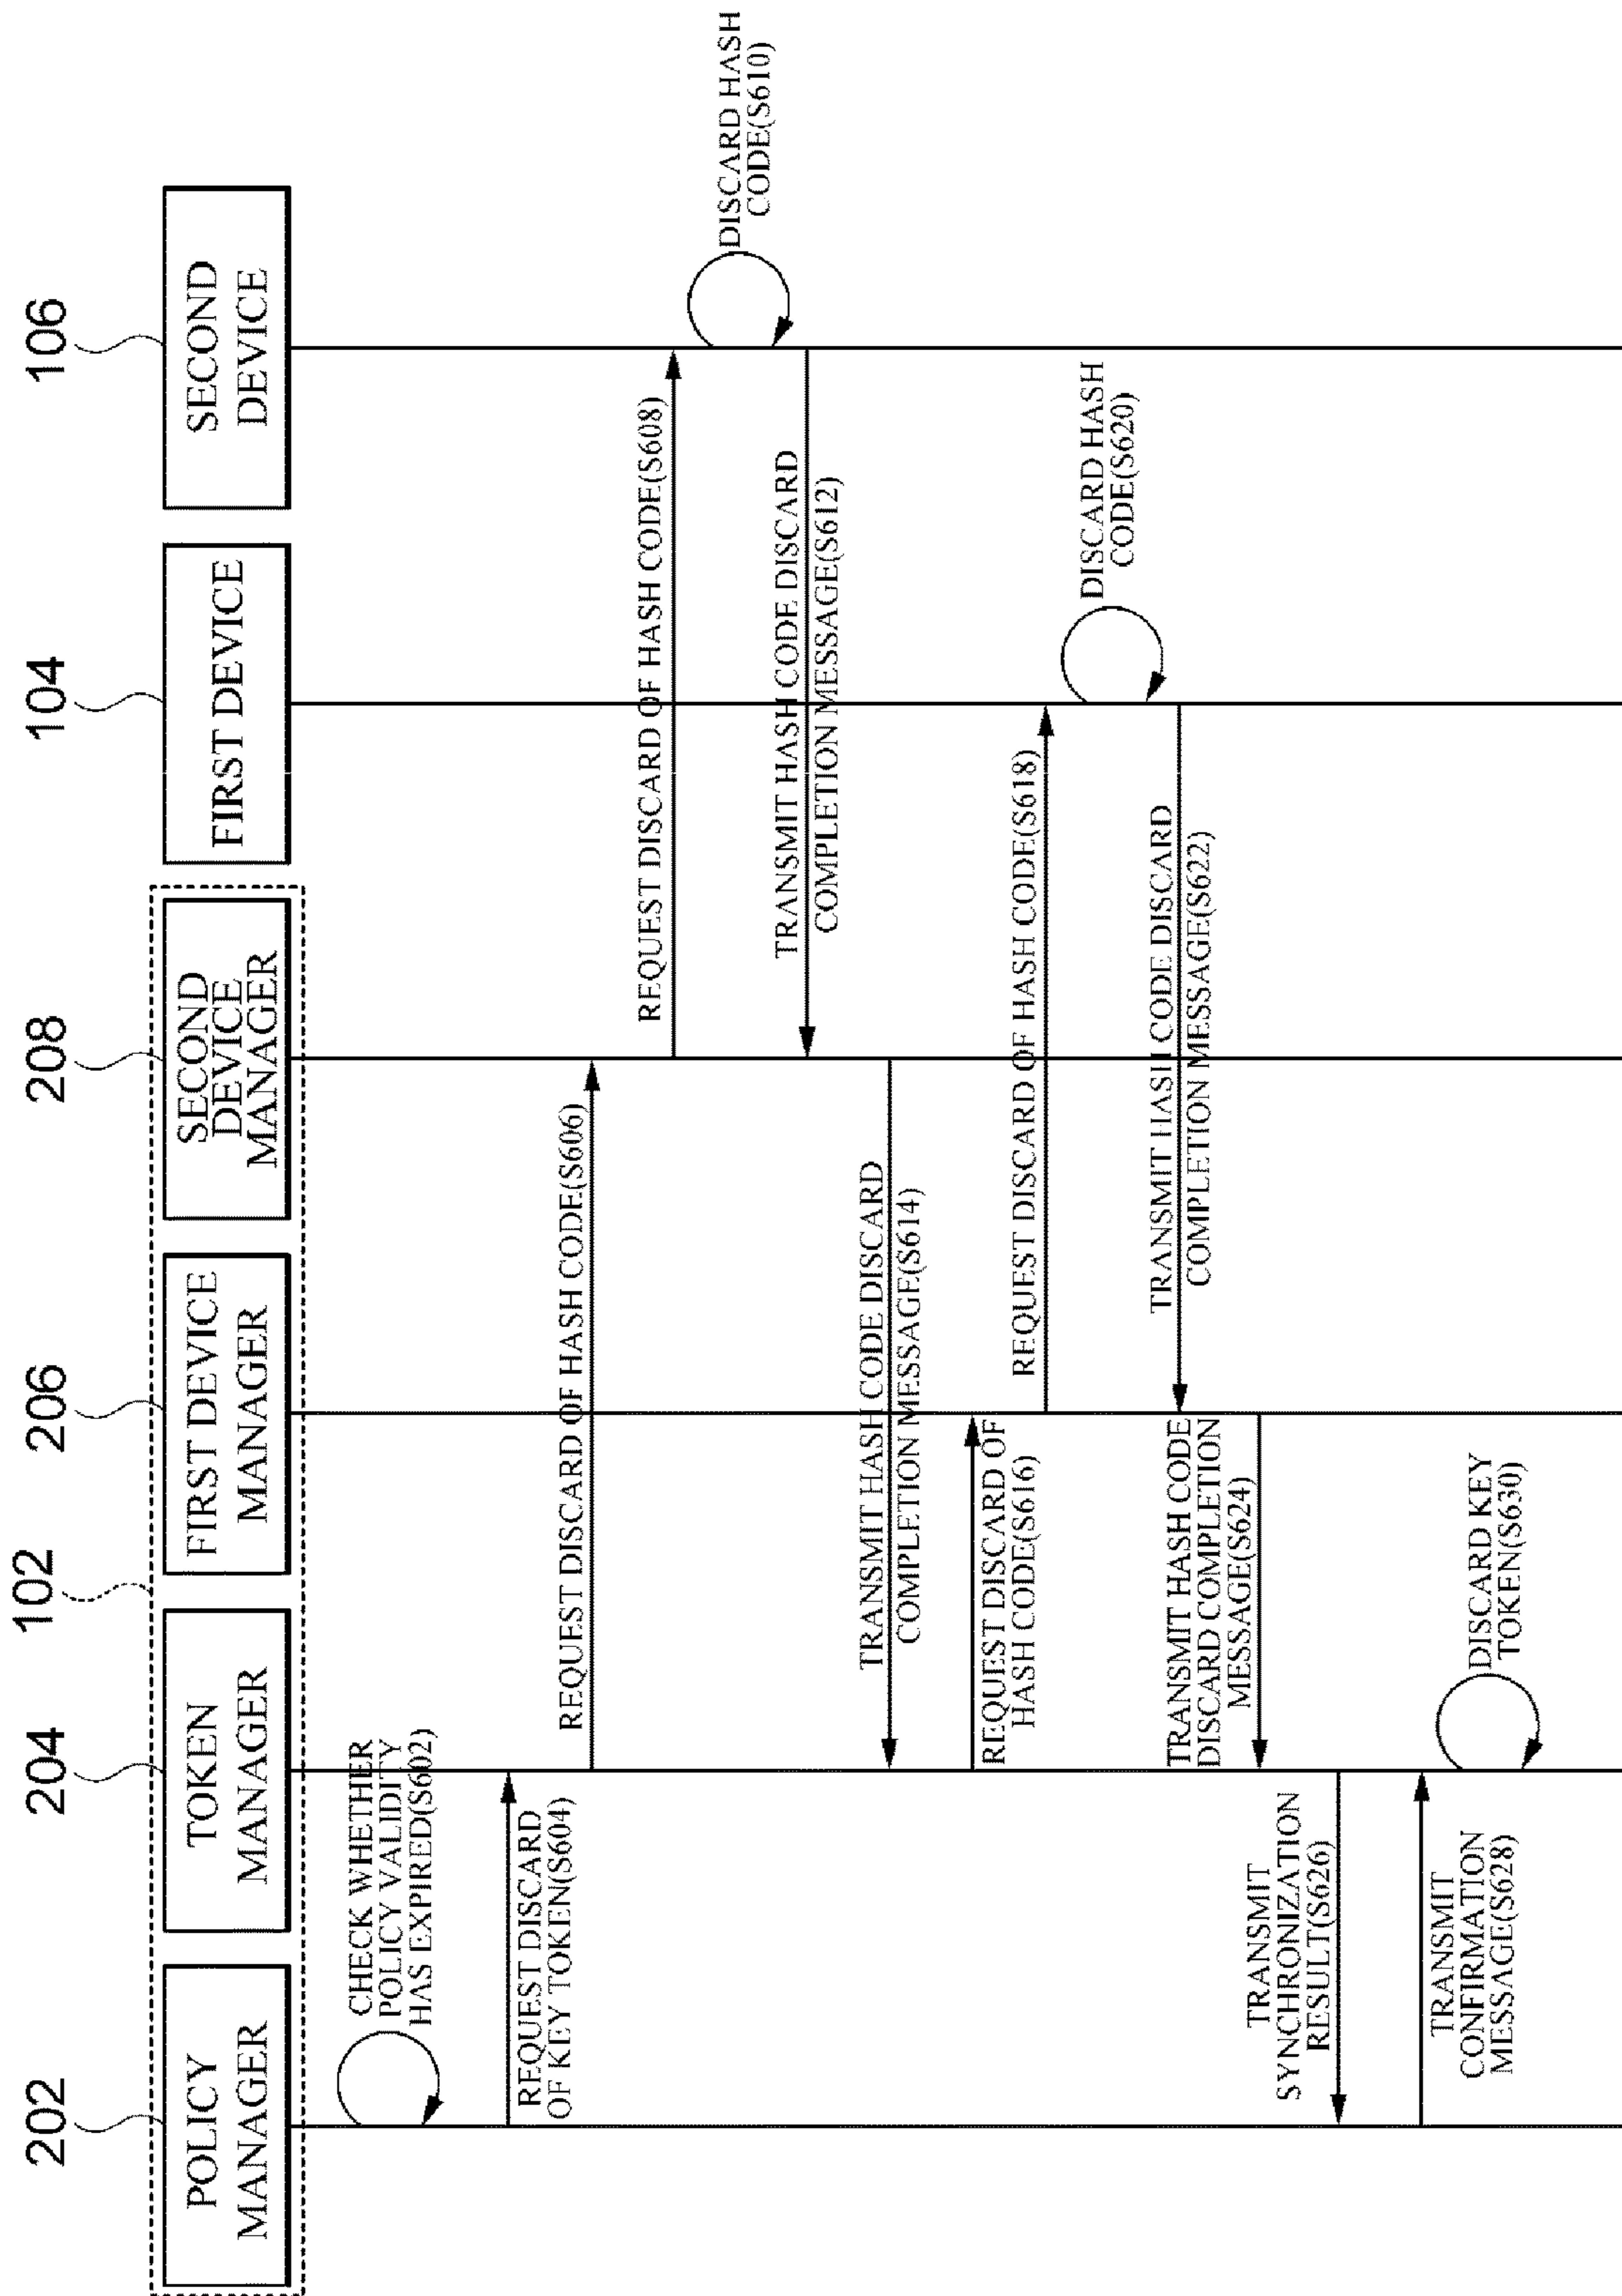 102
202
204
206
208
104
106
POLICY
MANAGER
TOKEN
MANAGER
FIRST DEVICE
MANAGER
SECOND
DEVICE
MANAGER
FIRST DEVICE
SECOND
DEVICE
CHECK WHETHER
POLICY VALIDITY
HAS EXPIRED(S602)
REQUEST DISCARD
OF KEY TOKEN(S604)
REQUEST DISCARD OF HASH CODE(S606)
REQUEST DISCARD OF HASH CODE(S608)
DISCARD HASH
CODE(S610)
TRANSMIT HASH CODE DISCARD
COMPLETION MESSAGE(S612)
TRANSMIT HASH CODE DISCARD
COMPLETION MESSAGE(S614)
REQUEST DISCARD OF
HASH CODE(S616)
REQUEST DISCARD OF HASH CODE(S618)
DISCARD HASH
CODE(S620)
TRANSMIT HASH CODE DISCARD
COMPLETION MESSAGE(S622)
TRANSMIT HASH CODE
DISCARD COMPLETION
MESSAGE(S624)
TRANSMIT
SYNCHRONIZATION
RESULT(S626)
TRANSMIT
CONFIRMATION
MESSAGE(S628)
DISCARD KEY
TOKEN(S630)